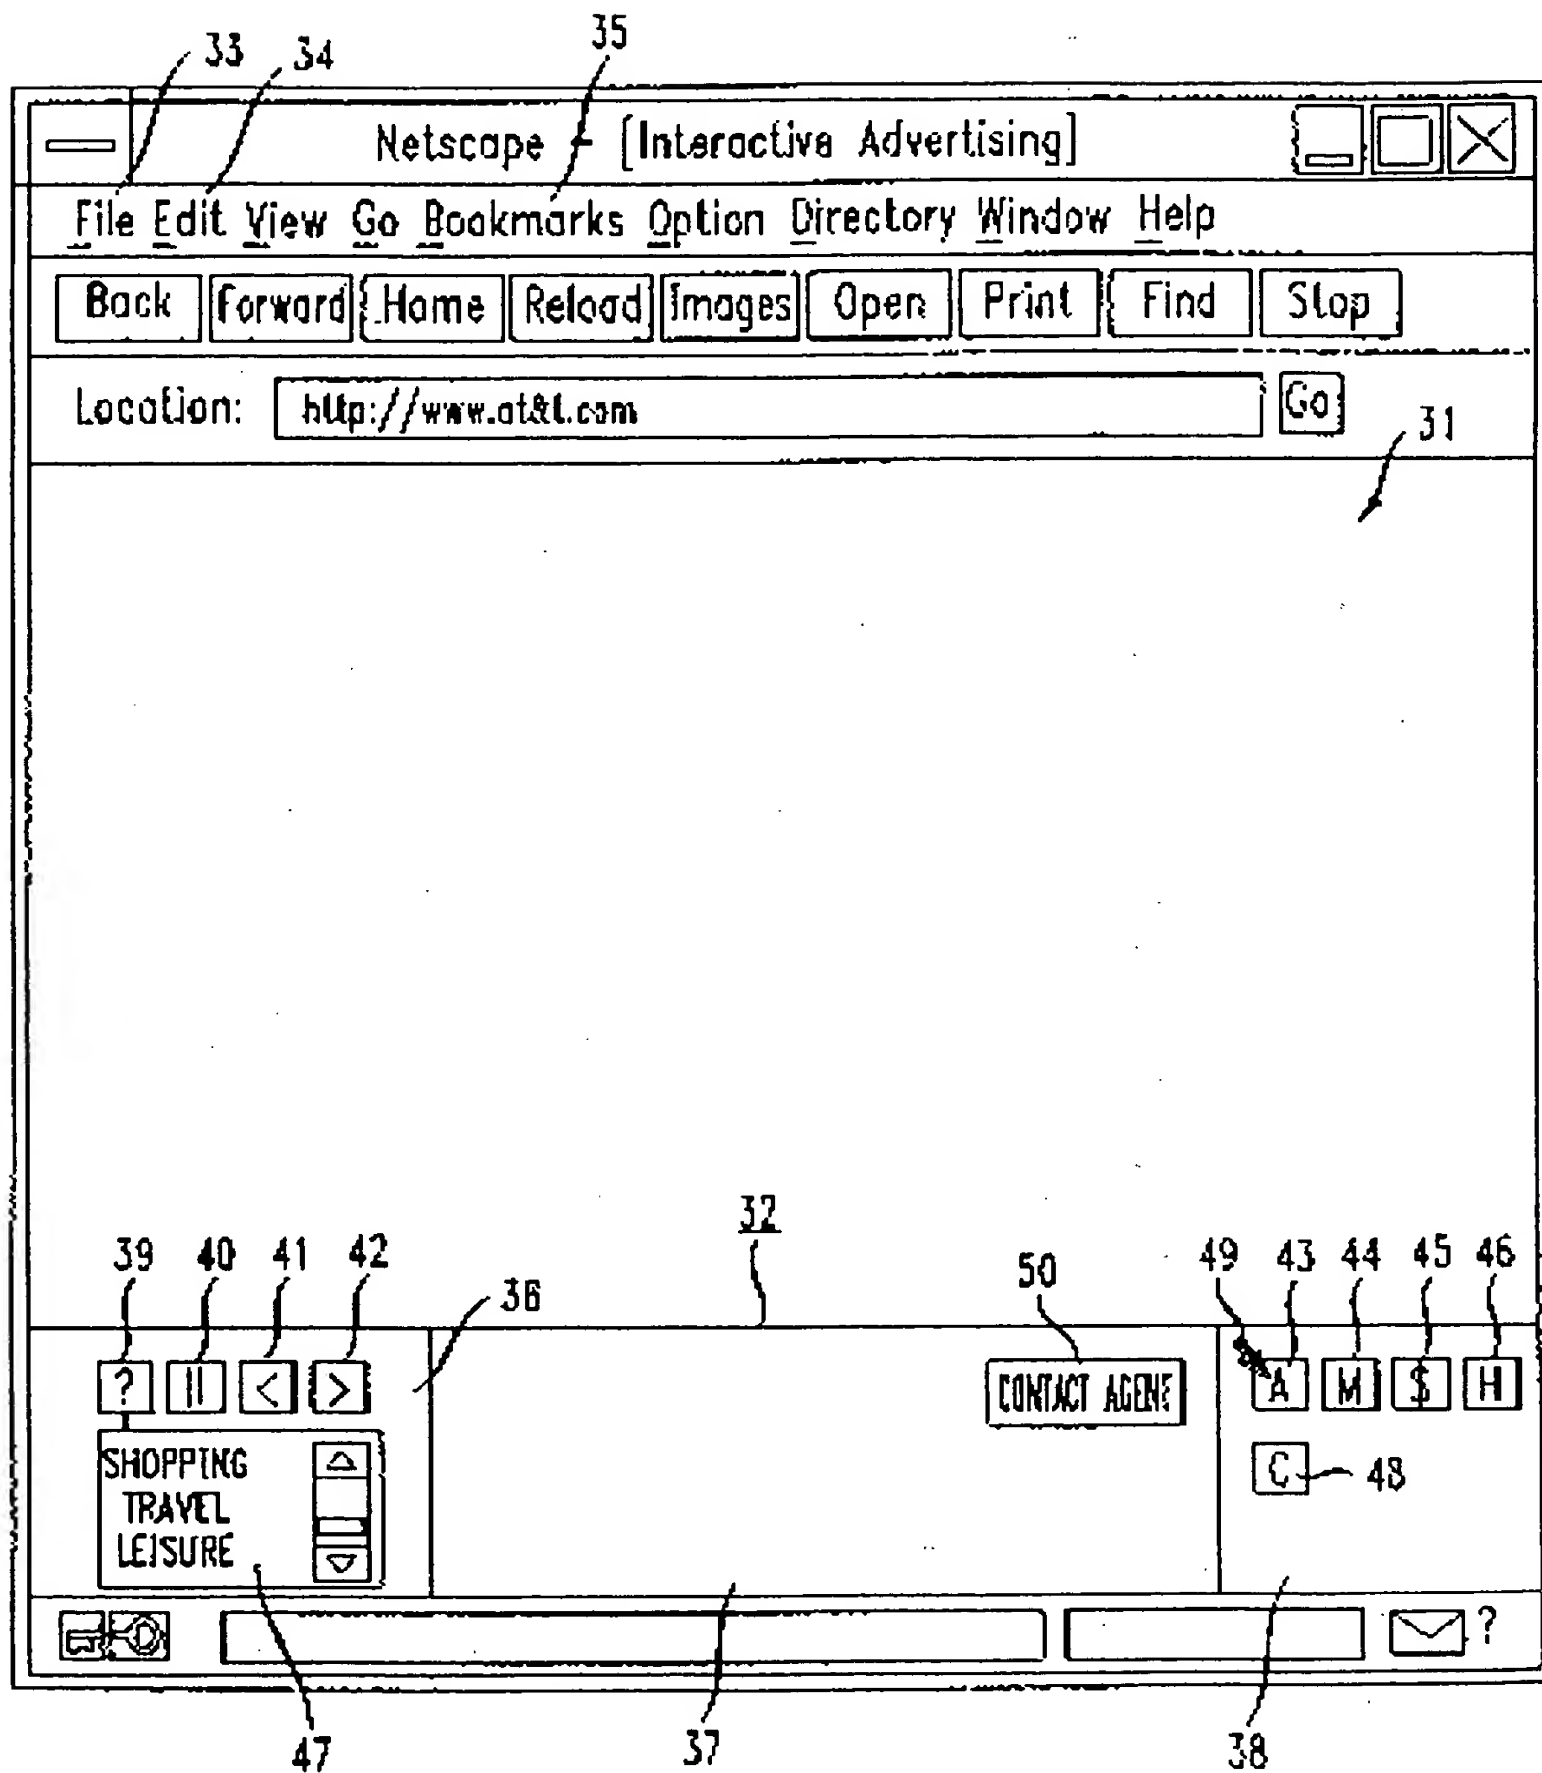 33 34 35
Netscape - [Interactive Advertising]
File Edit View Go Bookmarks Option Directory Window Help
Back Forward Home Reload Images Open Print Find Stop
Location: http://www.at&t.com Go
31
32
39 40 41 42 36 50 49 43 44 45 46
? || < > CONTACT AGENT A M $ H
SHOPPING
TRAVEL
LEISURE
C 48
?
47 37 38